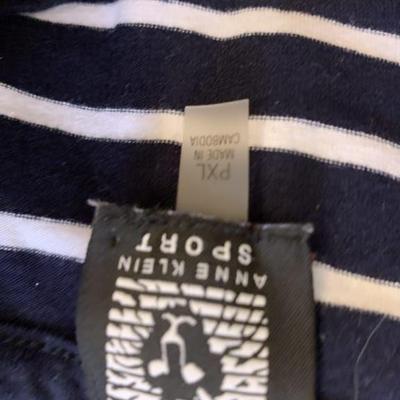 ANNE KLEIN
SPORT
PXL
MADE IN
CAMBODIA